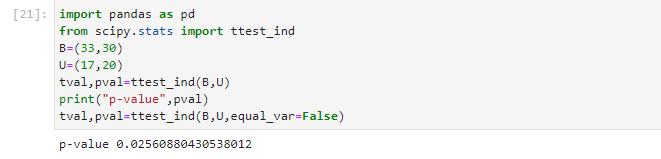 [21]: import pandas as pd
from scipy.stats import ttest_ind
B=(33,30)
U=(17,20)
tval,pval=ttest_ind(B,U)
print("p-value",pval)
tval,pval=ttest_ind(B,U,equal_var=False)
p-value 0.02560880430538012